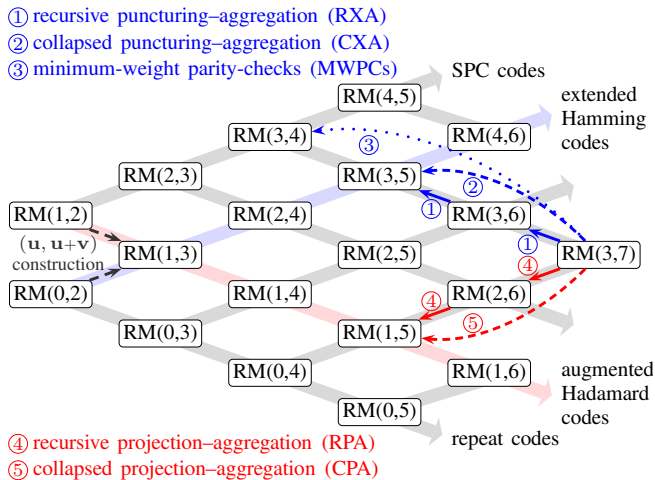 ① recursive puncturing–aggregation (RXA)
② collapsed puncturing–aggregation (CXA)
③ minimum-weight parity-checks (MWPCs)
SPC codes
RM(4,5)
extended
Hamming
codes
RM(3,4)
RM(4,6)
③
RM(2,3)
RM(3,5)
②
①
RM(1,2)
RM(2,4)
RM(3,6)
(u, u+v)
construction
①
RM(1,3)
RM(2,5)
RM(3,7)
④
RM(0,2)
RM(1,4)
RM(2,6)
④
RM(0,3)
RM(1,5)
⑤
RM(0,4)
RM(1,6)
augmented
Hadamard
codes
RM(0,5)
repeat codes
④ recursive projection–aggregation (RPA)
⑤ collapsed projection–aggregation (CPA)